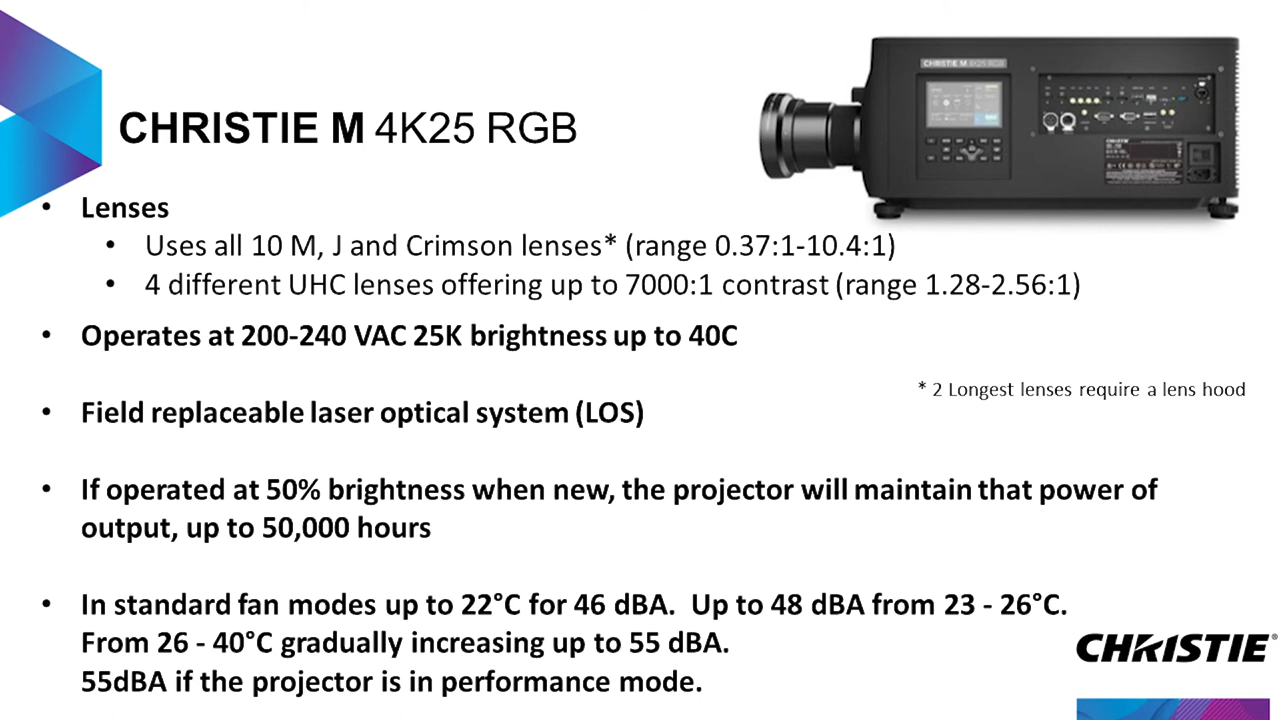 CHRISTIE M 4K25 RGB
CHRISTIE M 4K25 RGB
• Lenses
• Uses all 10 M, J and Crimson lenses* (range 0.37:1-10.4:1)
• 4 different UHC lenses offering up to 7000:1 contrast (range 1.28-2.56:1)
• Operates at 200-240 VAC 25K brightness up to 40C
* 2 Longest lenses require a lens hood
• Field replaceable laser optical system (LOS)
• If operated at 50% brightness when new, the projector will maintain that power of
output, up to 50,000 hours
• In standard fan modes up to 22°C for 46 dBA.  Up to 48 dBA from 23 - 26°C.
From 26 - 40°C gradually increasing up to 55 dBA.
55dBA if the projector is in performance mode.
CHRISTIE®